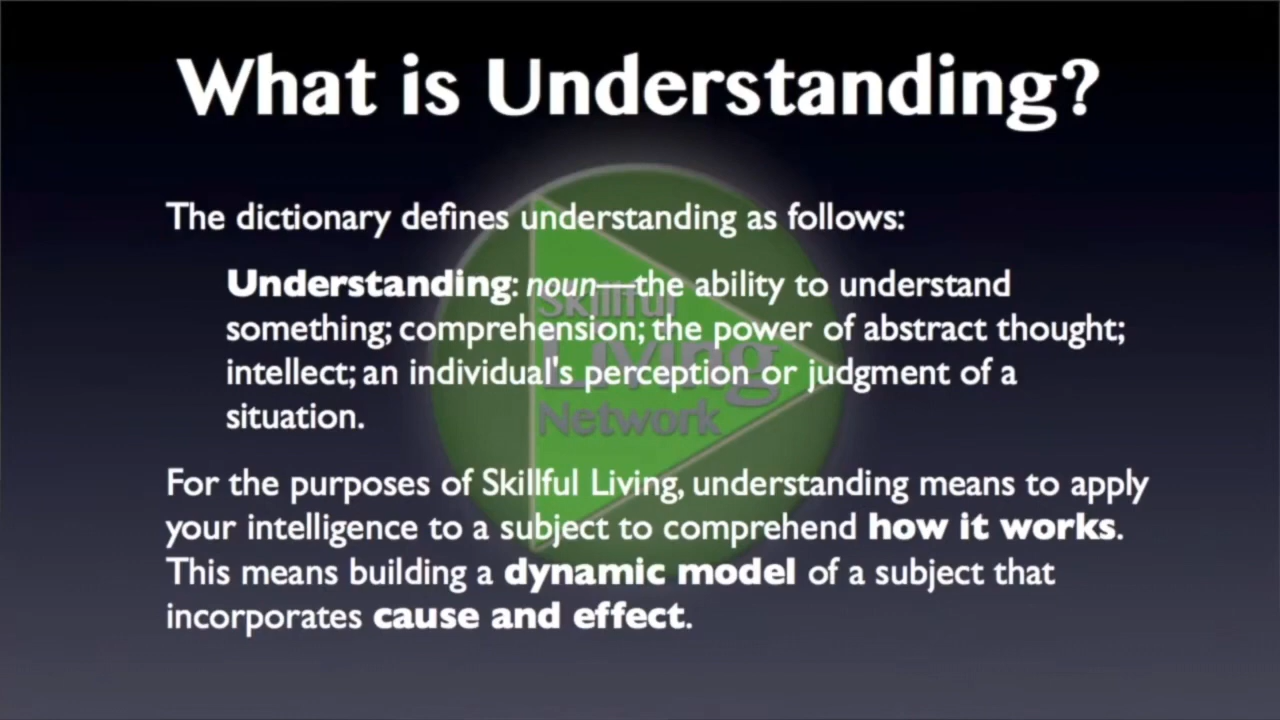 What is Understanding?
The dictionary defines understanding as follows:
Understanding: noun—the ability to understand
something; comprehension; the power of abstract thought;
intellect; an individual's perception or judgment of a
situation.
Skillful
Living
Network
For the purposes of Skillful Living, understanding means to apply
your intelligence to a subject to comprehend how it works.
This means building a dynamic model of a subject that
incorporates cause and effect.